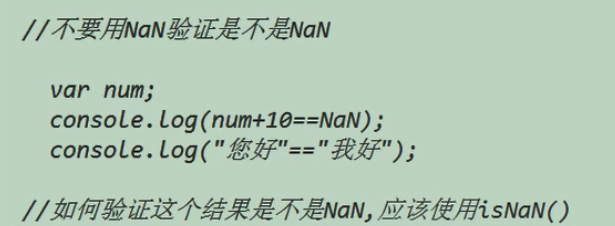 //不要用NaN验证是不是NaN
var num;
console.log(num+10==NaN);
console.log("您好"=="我好");
//如何验证这个结果是不是NaN,应该使用isNaN()